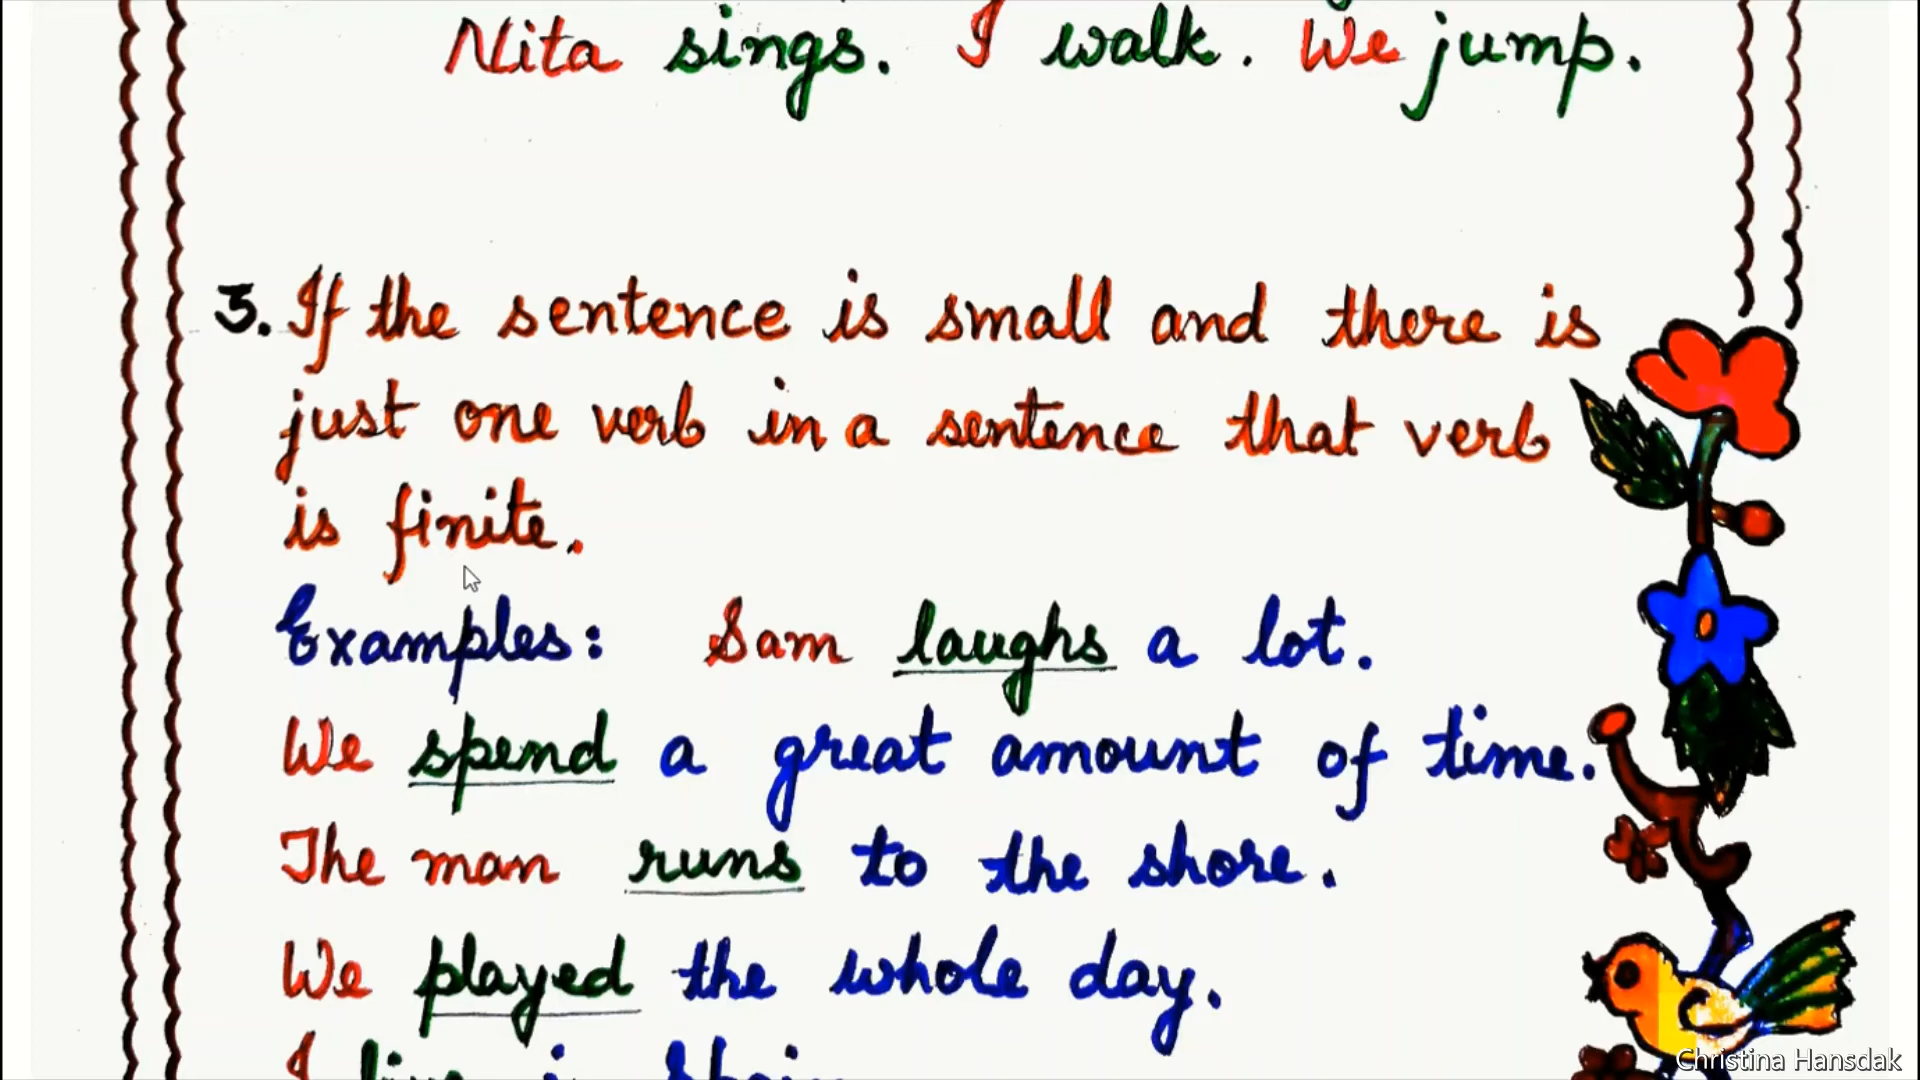 Nita sings. I walk. We jump.
3. If the sentence is small and there is
just one verb in a sentence that verb
is finite.
Examples: Sam laughs a lot.
We spend a great amount of time.
The man runs to the shore.
We played the whole day.
I live
Christina Hansdak